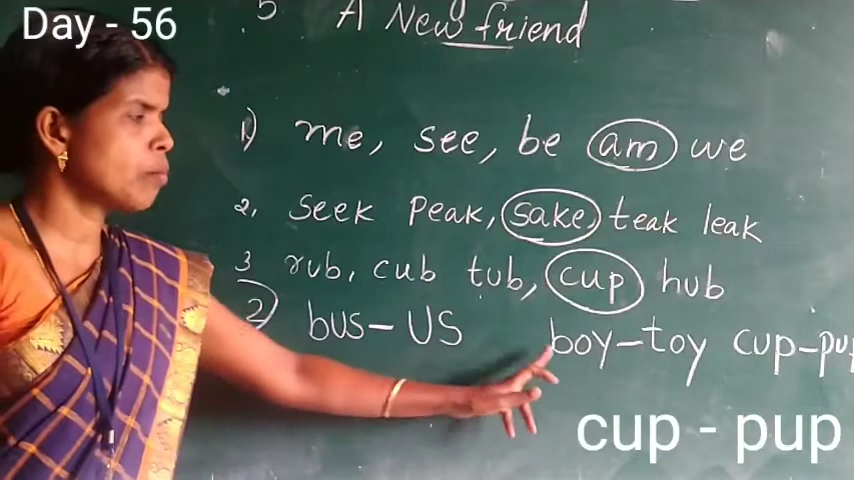 Day - 56
5 A New friend
1) me, see, be am we
2, seek peak, sake, teak leak
3 rub, cub tub, cup hub
2) bus - us boy - toy cup - pup
cup - pup